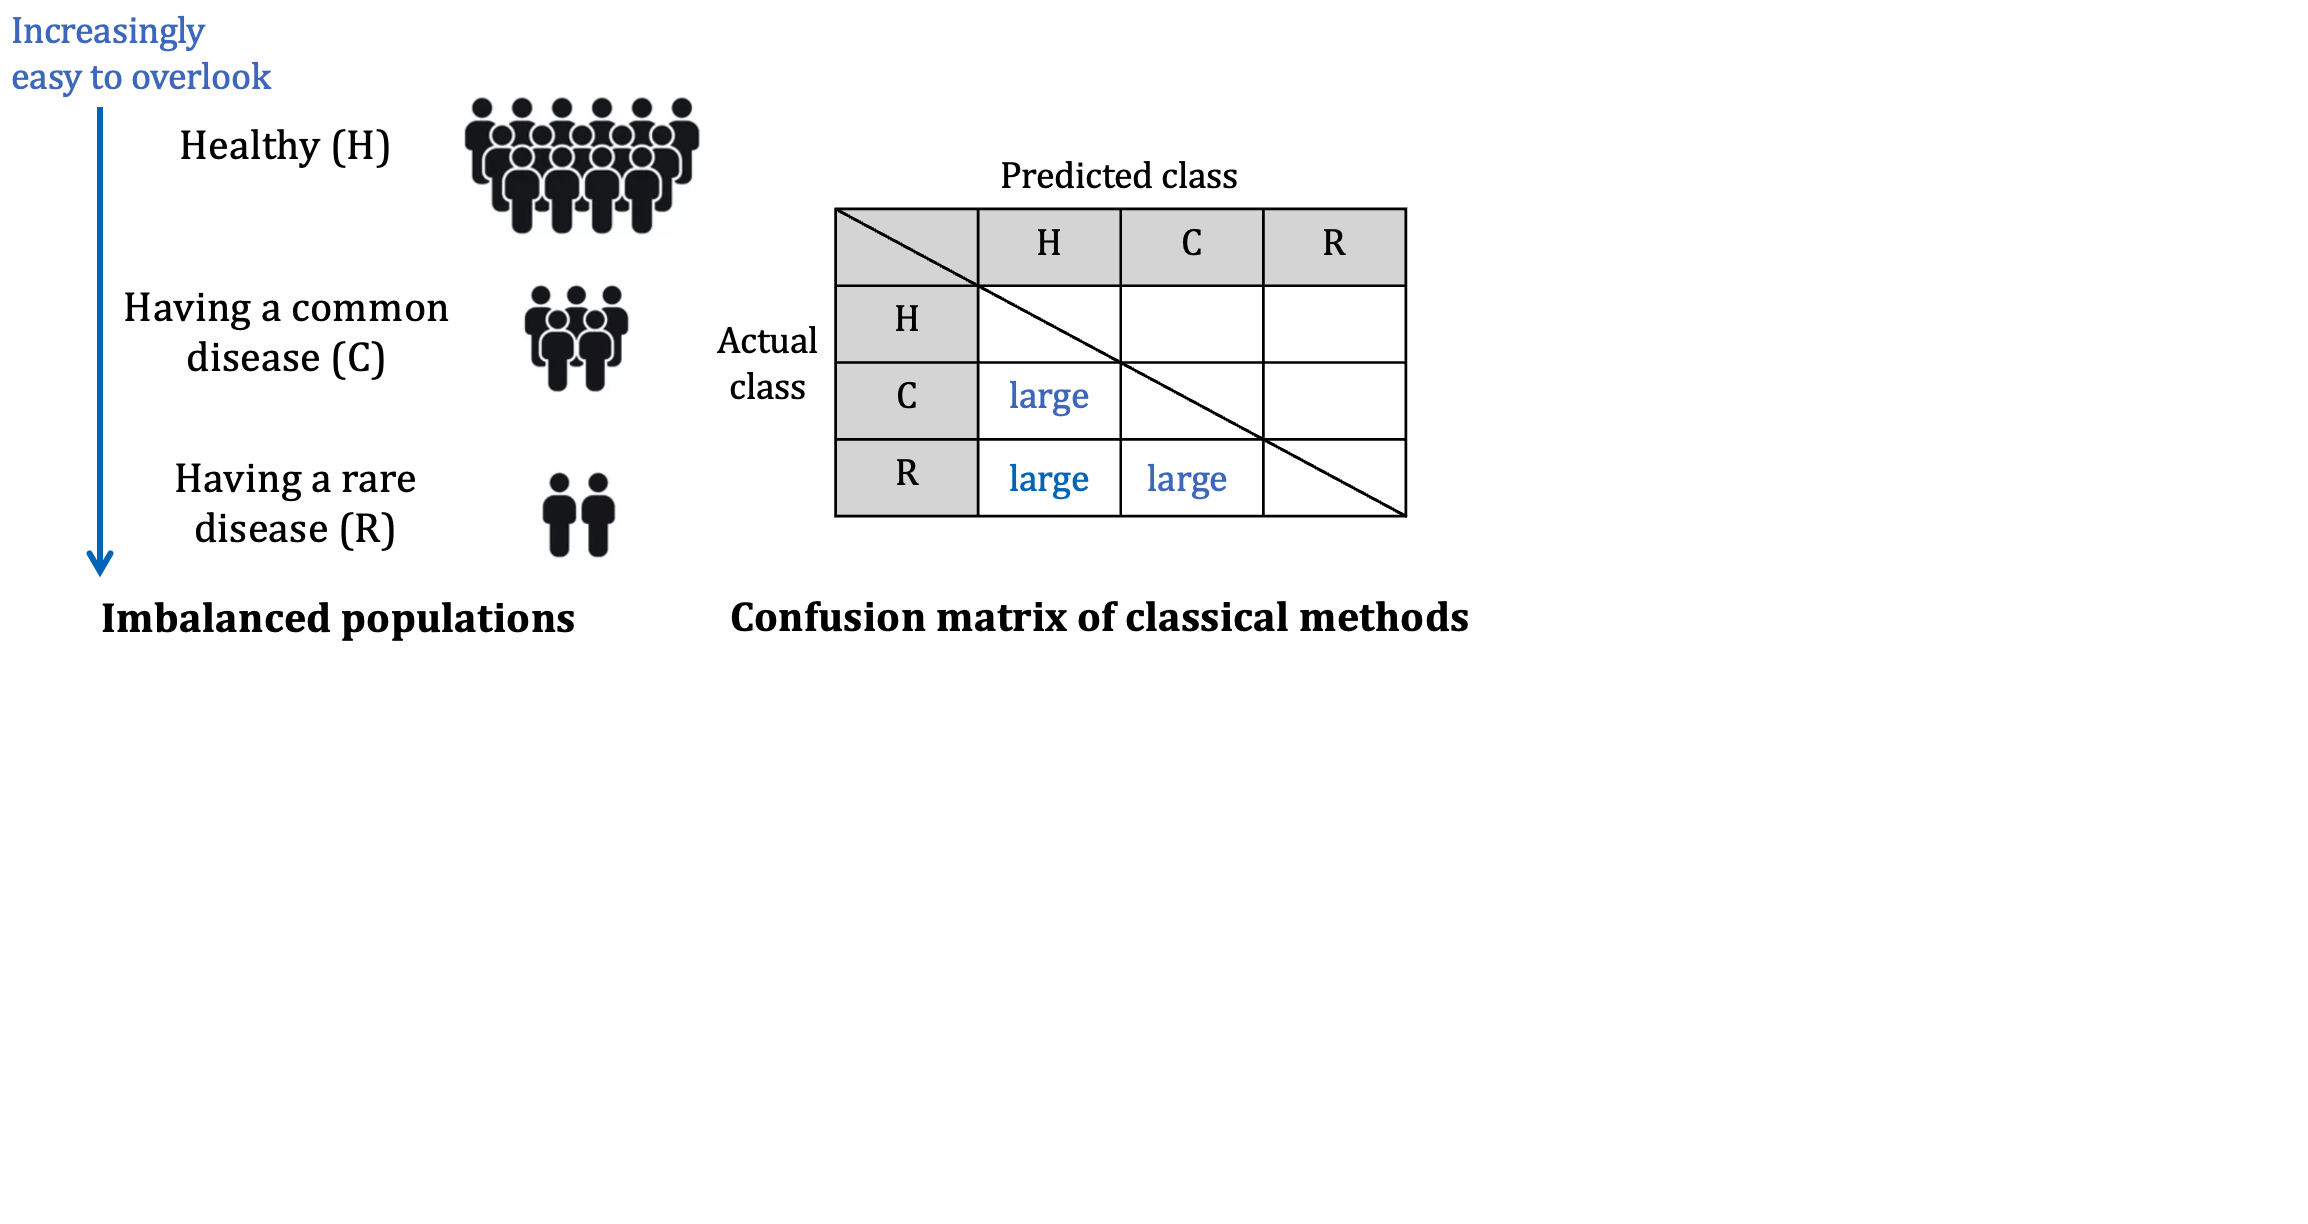 Increasingly
easy to overlook
Healthy (H)
Having a common
disease (C)
Having a rare
disease (R)
Imbalanced populations
Predicted class
H C R
Actual
class
H
C large
R large large
Confusion matrix of classical methods